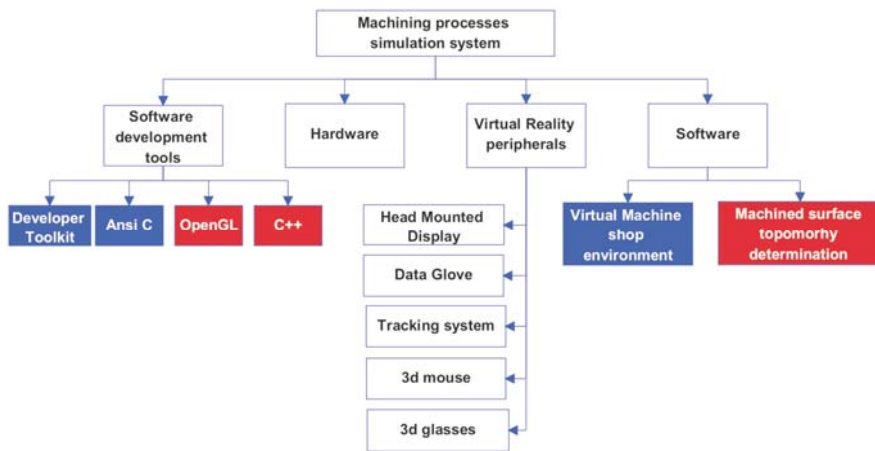 Machining processes
simulation system
Software
development
tools
Hardware
Virtual Reality
peripherals
Software
Developer
Toolkit
Ansi C
OpenGL
C++
Head Mounted
Display
Data Glove
Tracking system
3d mouse
3d glasses
Virtual Machine
shop
environment
Machined surface
topomorhy
determination